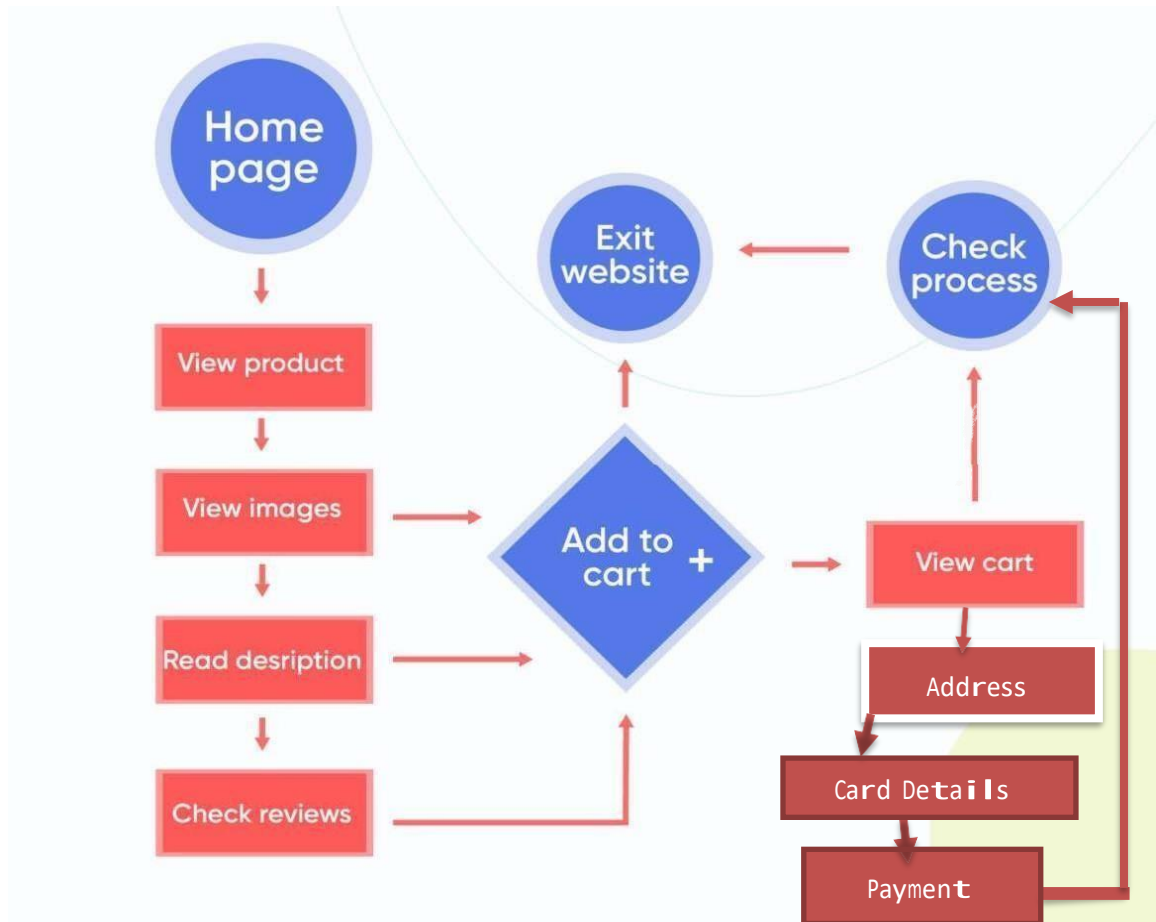 Home
page
View product
View images
Read desription
Check reviews
Add to
cart
+
Exit
website
Check
process
View cart
Address
Card Details
Payment